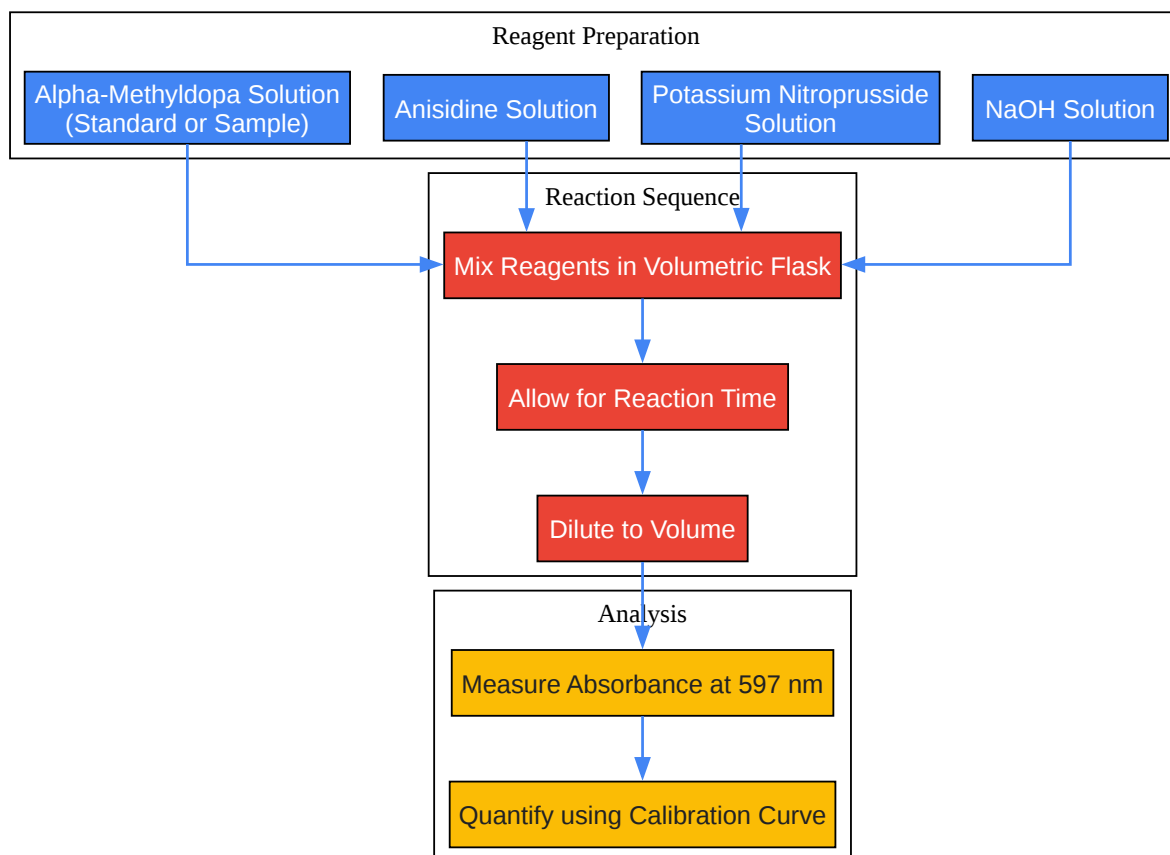 Reagent Preparation
Alpha-Methyldopa Solution
(Standard or Sample)
Anisidine Solution
Potassium Nitroprusside
Solution
NaOH Solution
Reaction Sequence
Mix Reagents in Volumetric Flask
Allow for Reaction Time
Dilute to Volume
Analysis
Measure Absorbance at 597 nm
Quantify using Calibration Curve